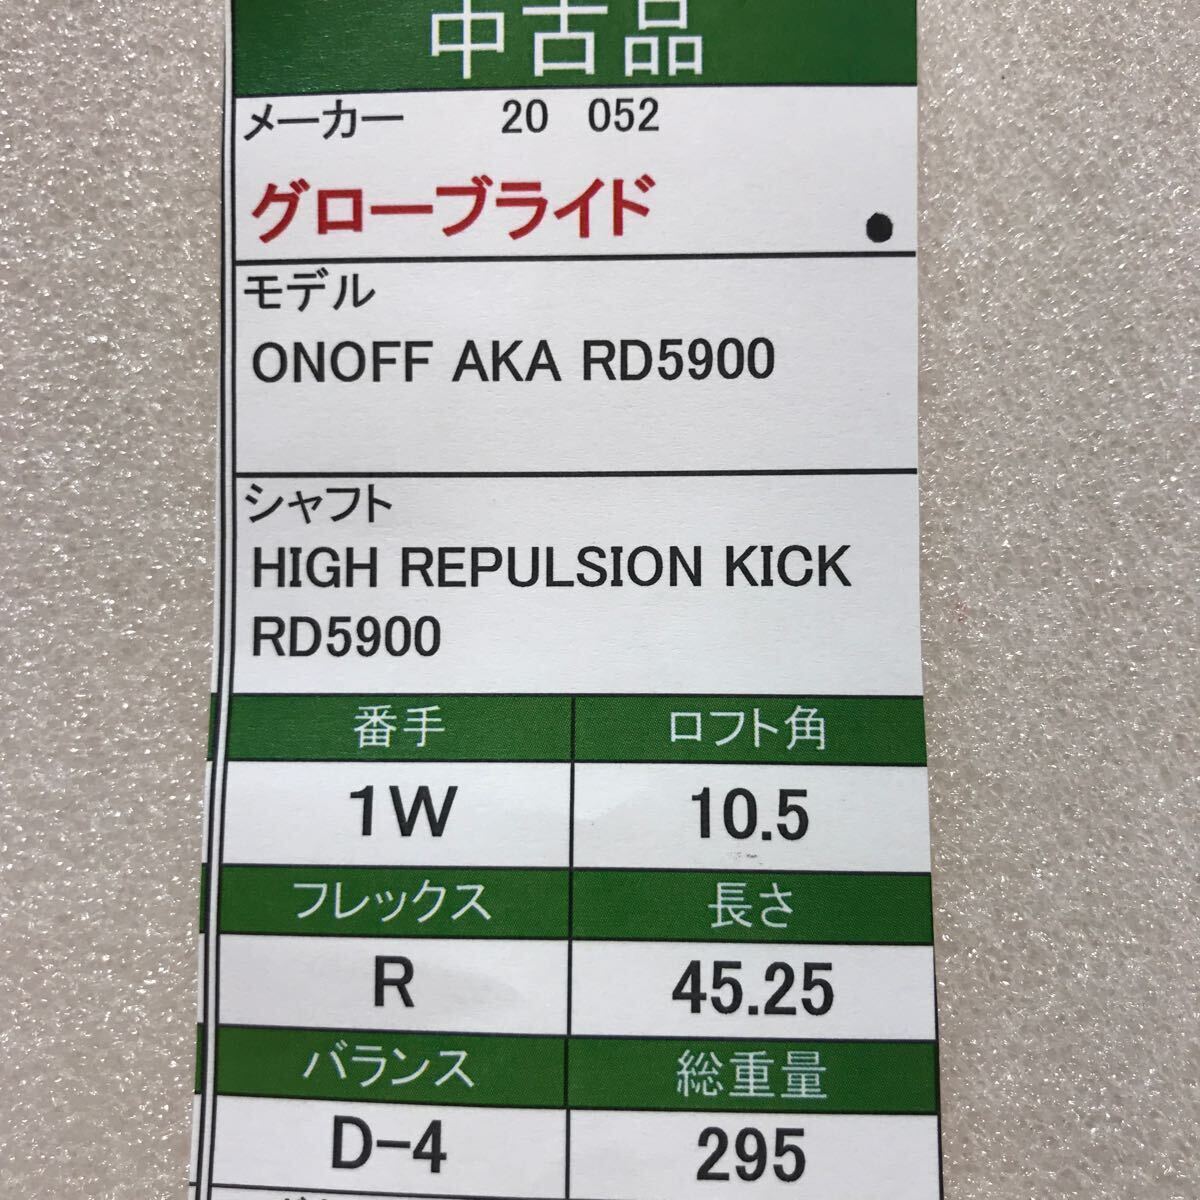 中古品
メーカー 20 052
グローブライド
モデル
ONOFF AKA RD5900
シャフト
HIGH REPULSION KICK
RD5900
番手 ロフト角
1W 10.5
フレックス 長さ
R 45.25
バランス 総重量
D-4 295